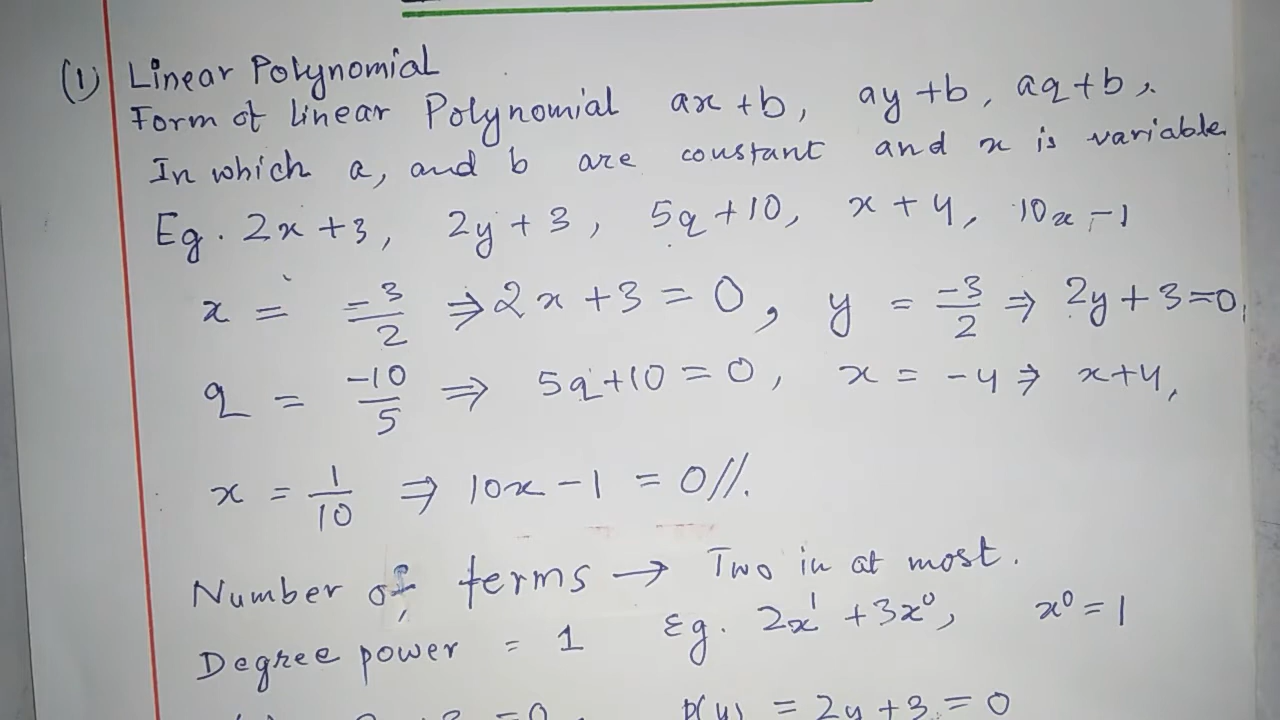 (1) Linear Polynomial
Form of linear Polynomial ax+b, ay+b, aq+b,.
In which a, and b are constant and x is variable.
Eg. 2x+3, 2y+3, 5q+10, x+4, 10x-1
x = -3/2 ⇒ 2x+3=0, y = -3/2 ⇒ 2y+3=0,
q = -10/5 ⇒ 5q+10=0, x = -4 ⇒ x+4,
x = 1/10 ⇒ 10x-1 = 0//.
Number of terms → Two in at most.
Degree power = 1 Eg. 2x¹ + 3x⁰, x⁰ = 1
=0, p(y) = 2y+3=0